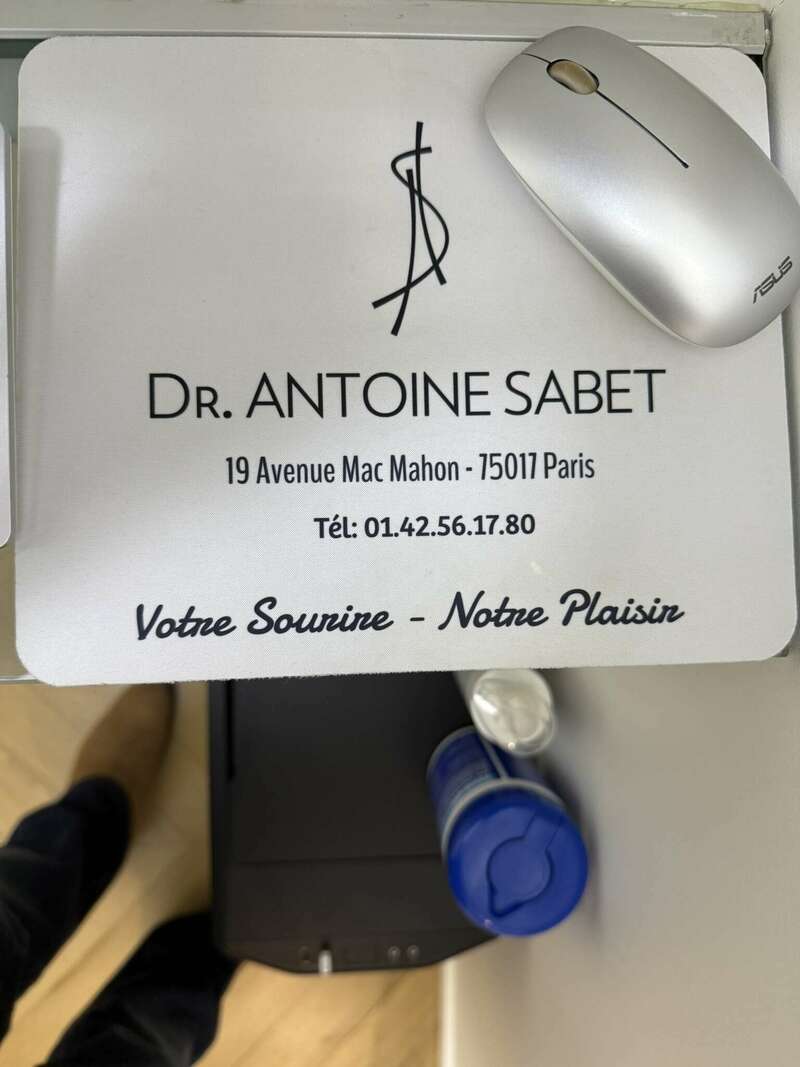 Dr. ANTOINE SABET
19 Avenue Mac Mahon - 75017 Paris
Tél: 01.42.56.17.80
Votre Sourire - Notre Plaisir
ASUS